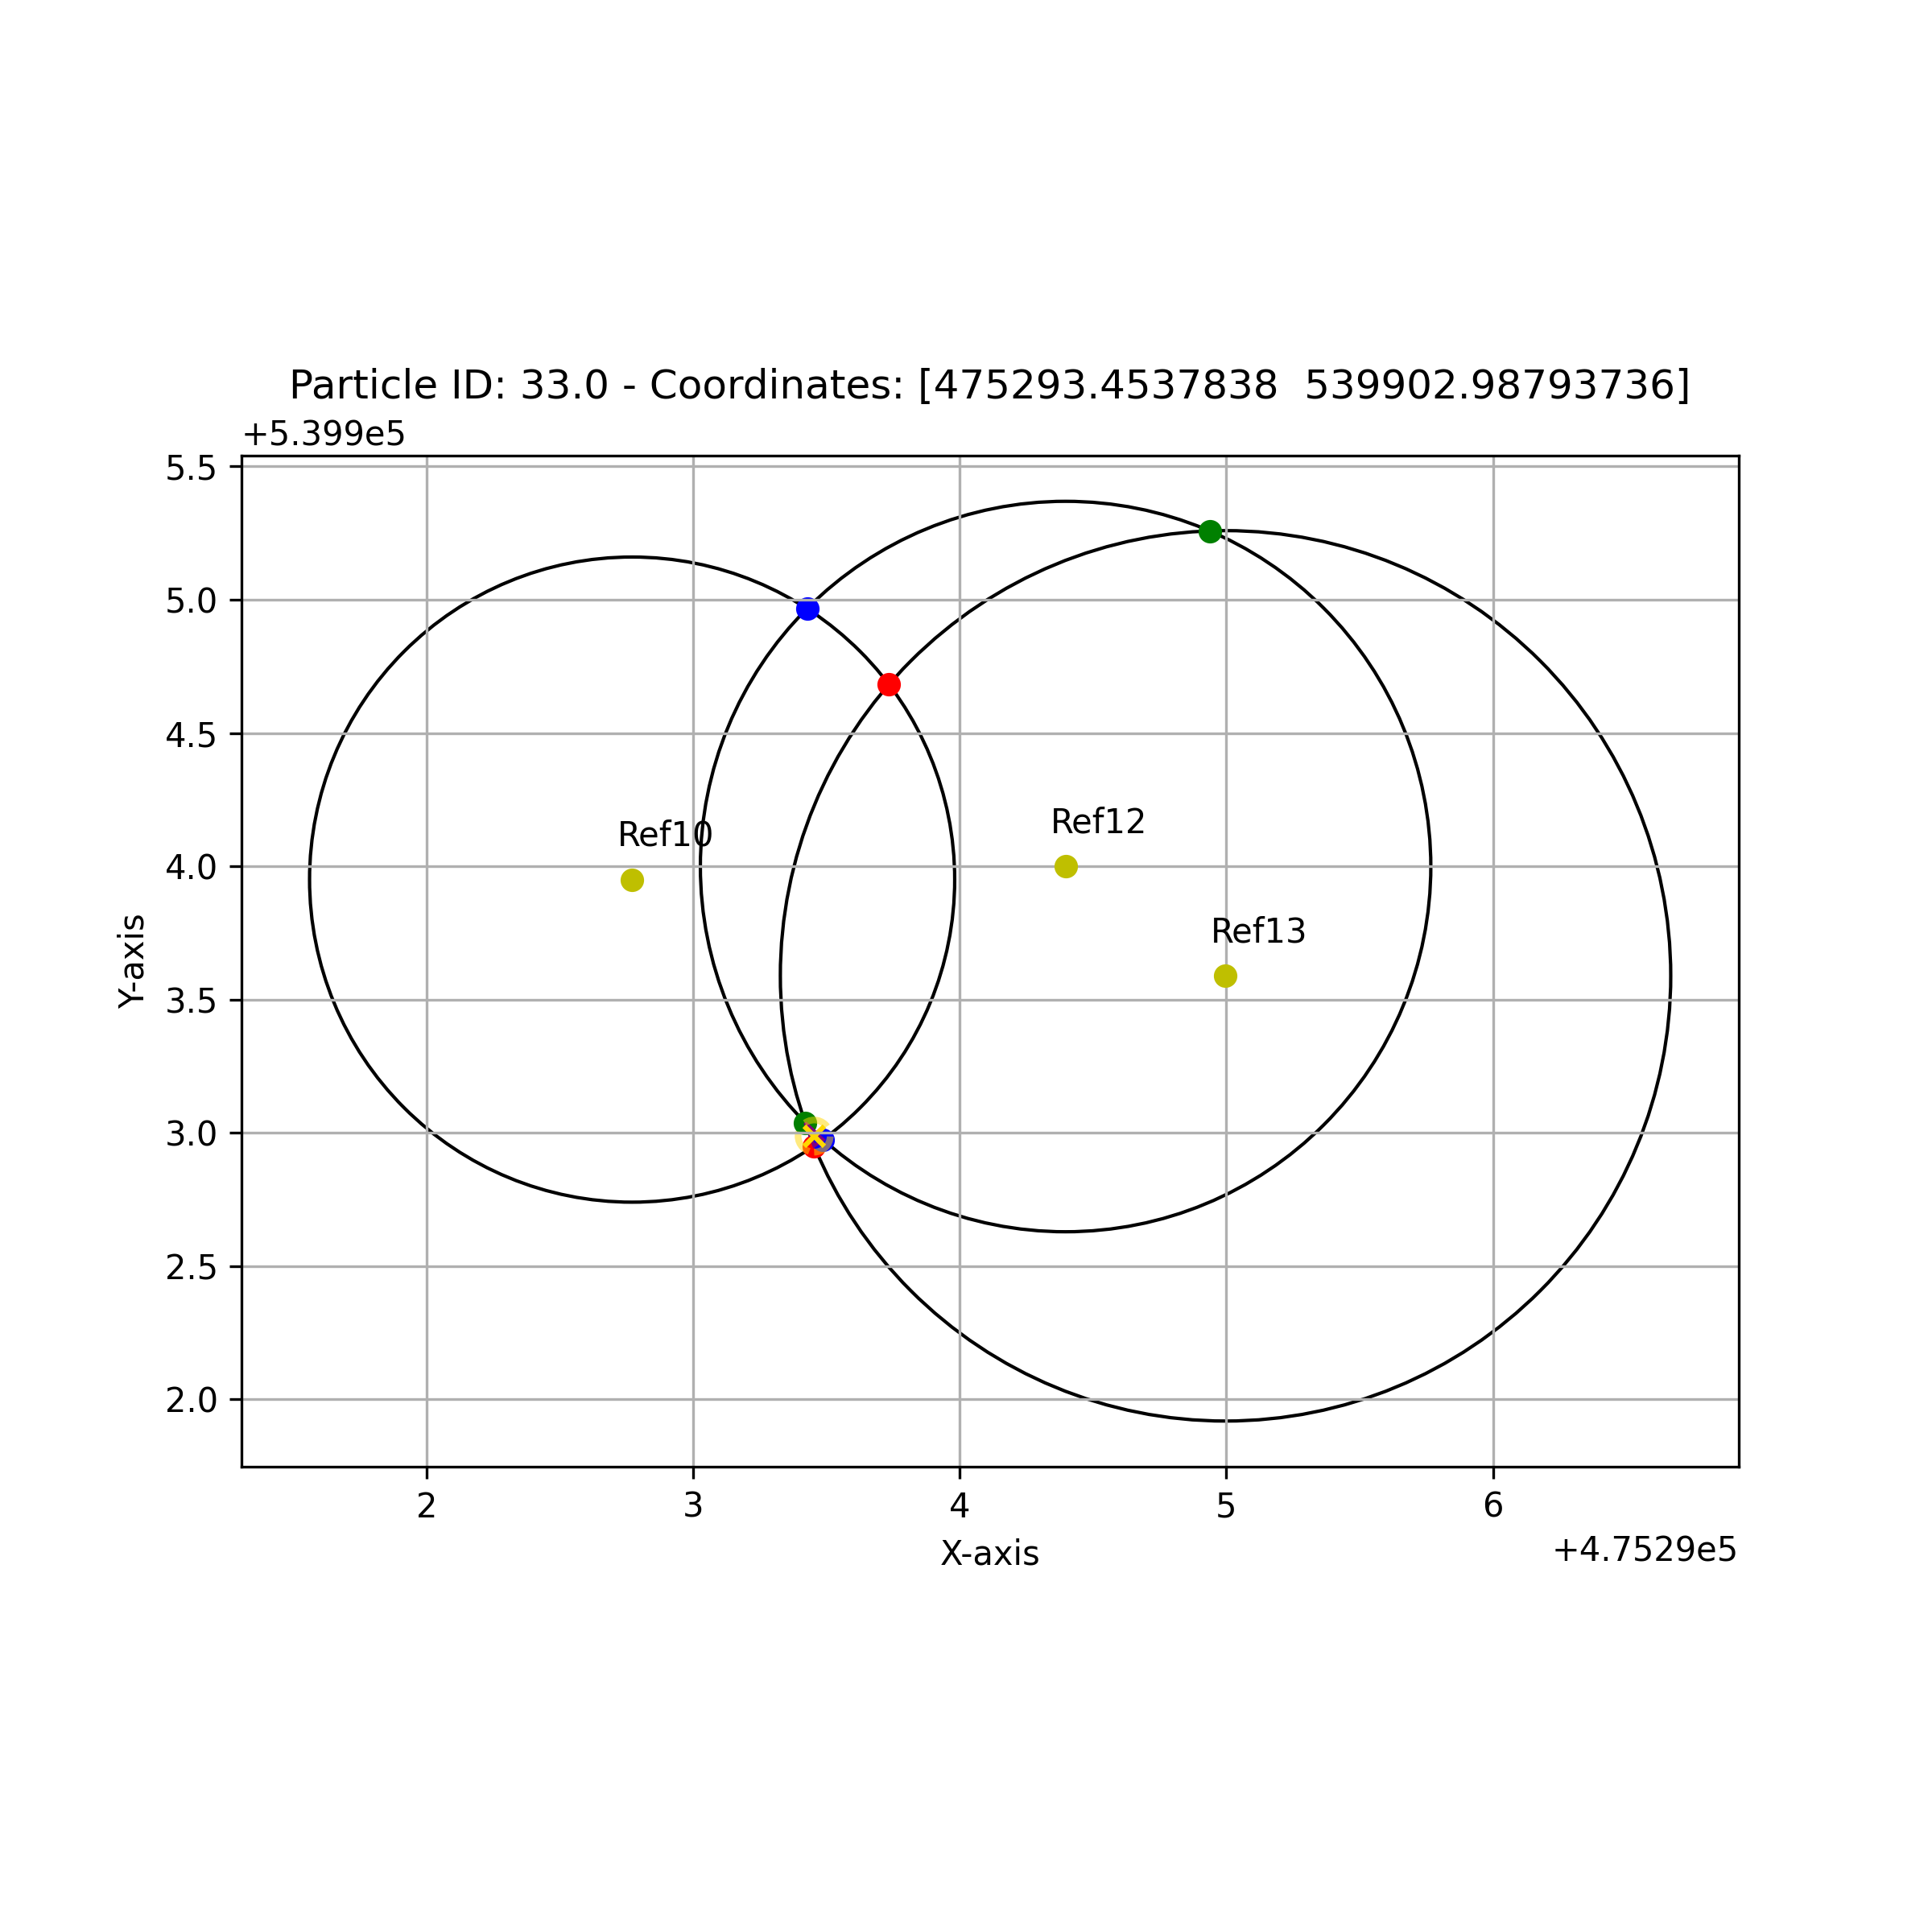 Particle ID: 33.0 - Coordinates: [475293.4537838  539902.98793736]
+5.399e5
5.5
5.0
4.5
4.0
3.5
3.0
2.5
2.0
Y-axis
Ref10
Ref12
Ref13
2 3 4 5 6
X-axis
+4.7529e5